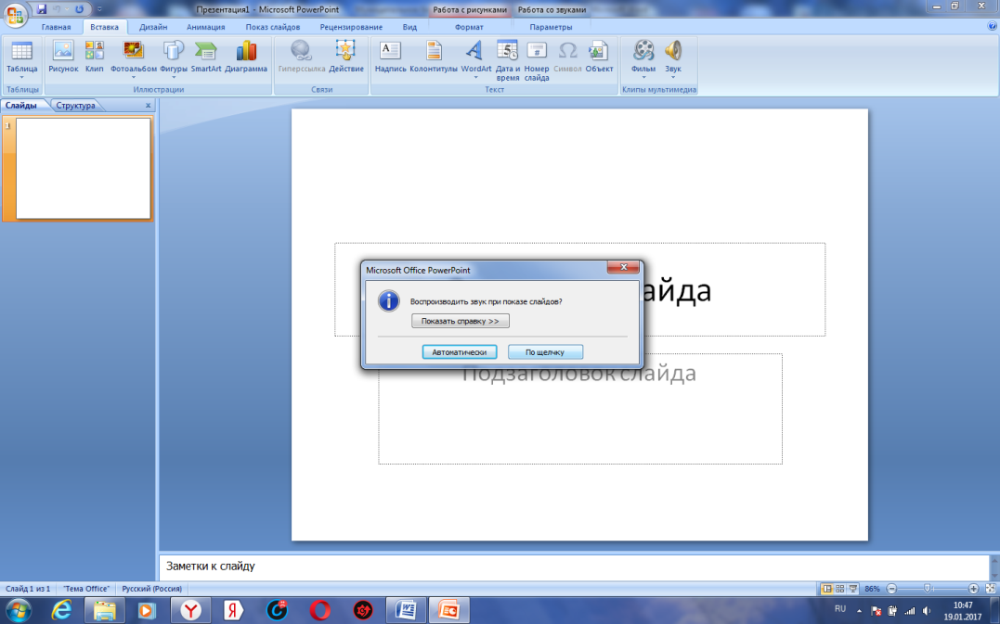 Презентация1 - Microsoft PowerPoint
Работа с рисунками
Работа со звуками
Главная
Вставка
Дизайн
Анимация
Показ слайдов
Рецензирование
Вид
Формат
Параметры
Таблица
Рисунок
Клип
Фотоальбом
Фигуры
SmartArt
Диаграмма
Гиперссылка
Действие
Надпись
Колонтитулы
WordArt
Дата и время
Номер слайда
Символ
Объект
Фильм
Звук
Таблицы
Иллюстрации
Связи
Текст
Клипы мультимедиа
Слайды
Структура
x
1
айда
Microsoft Office PowerPoint
Воспроизводить звук при показе слайдов?
Показать справку >>
Автоматически
По щелчку
Подзаголовок слайда
Заметки к слайду
Слайд 1 из 1
"Тема Office"
Русский (Россия)
86%
RU
10:47
19.01.2017